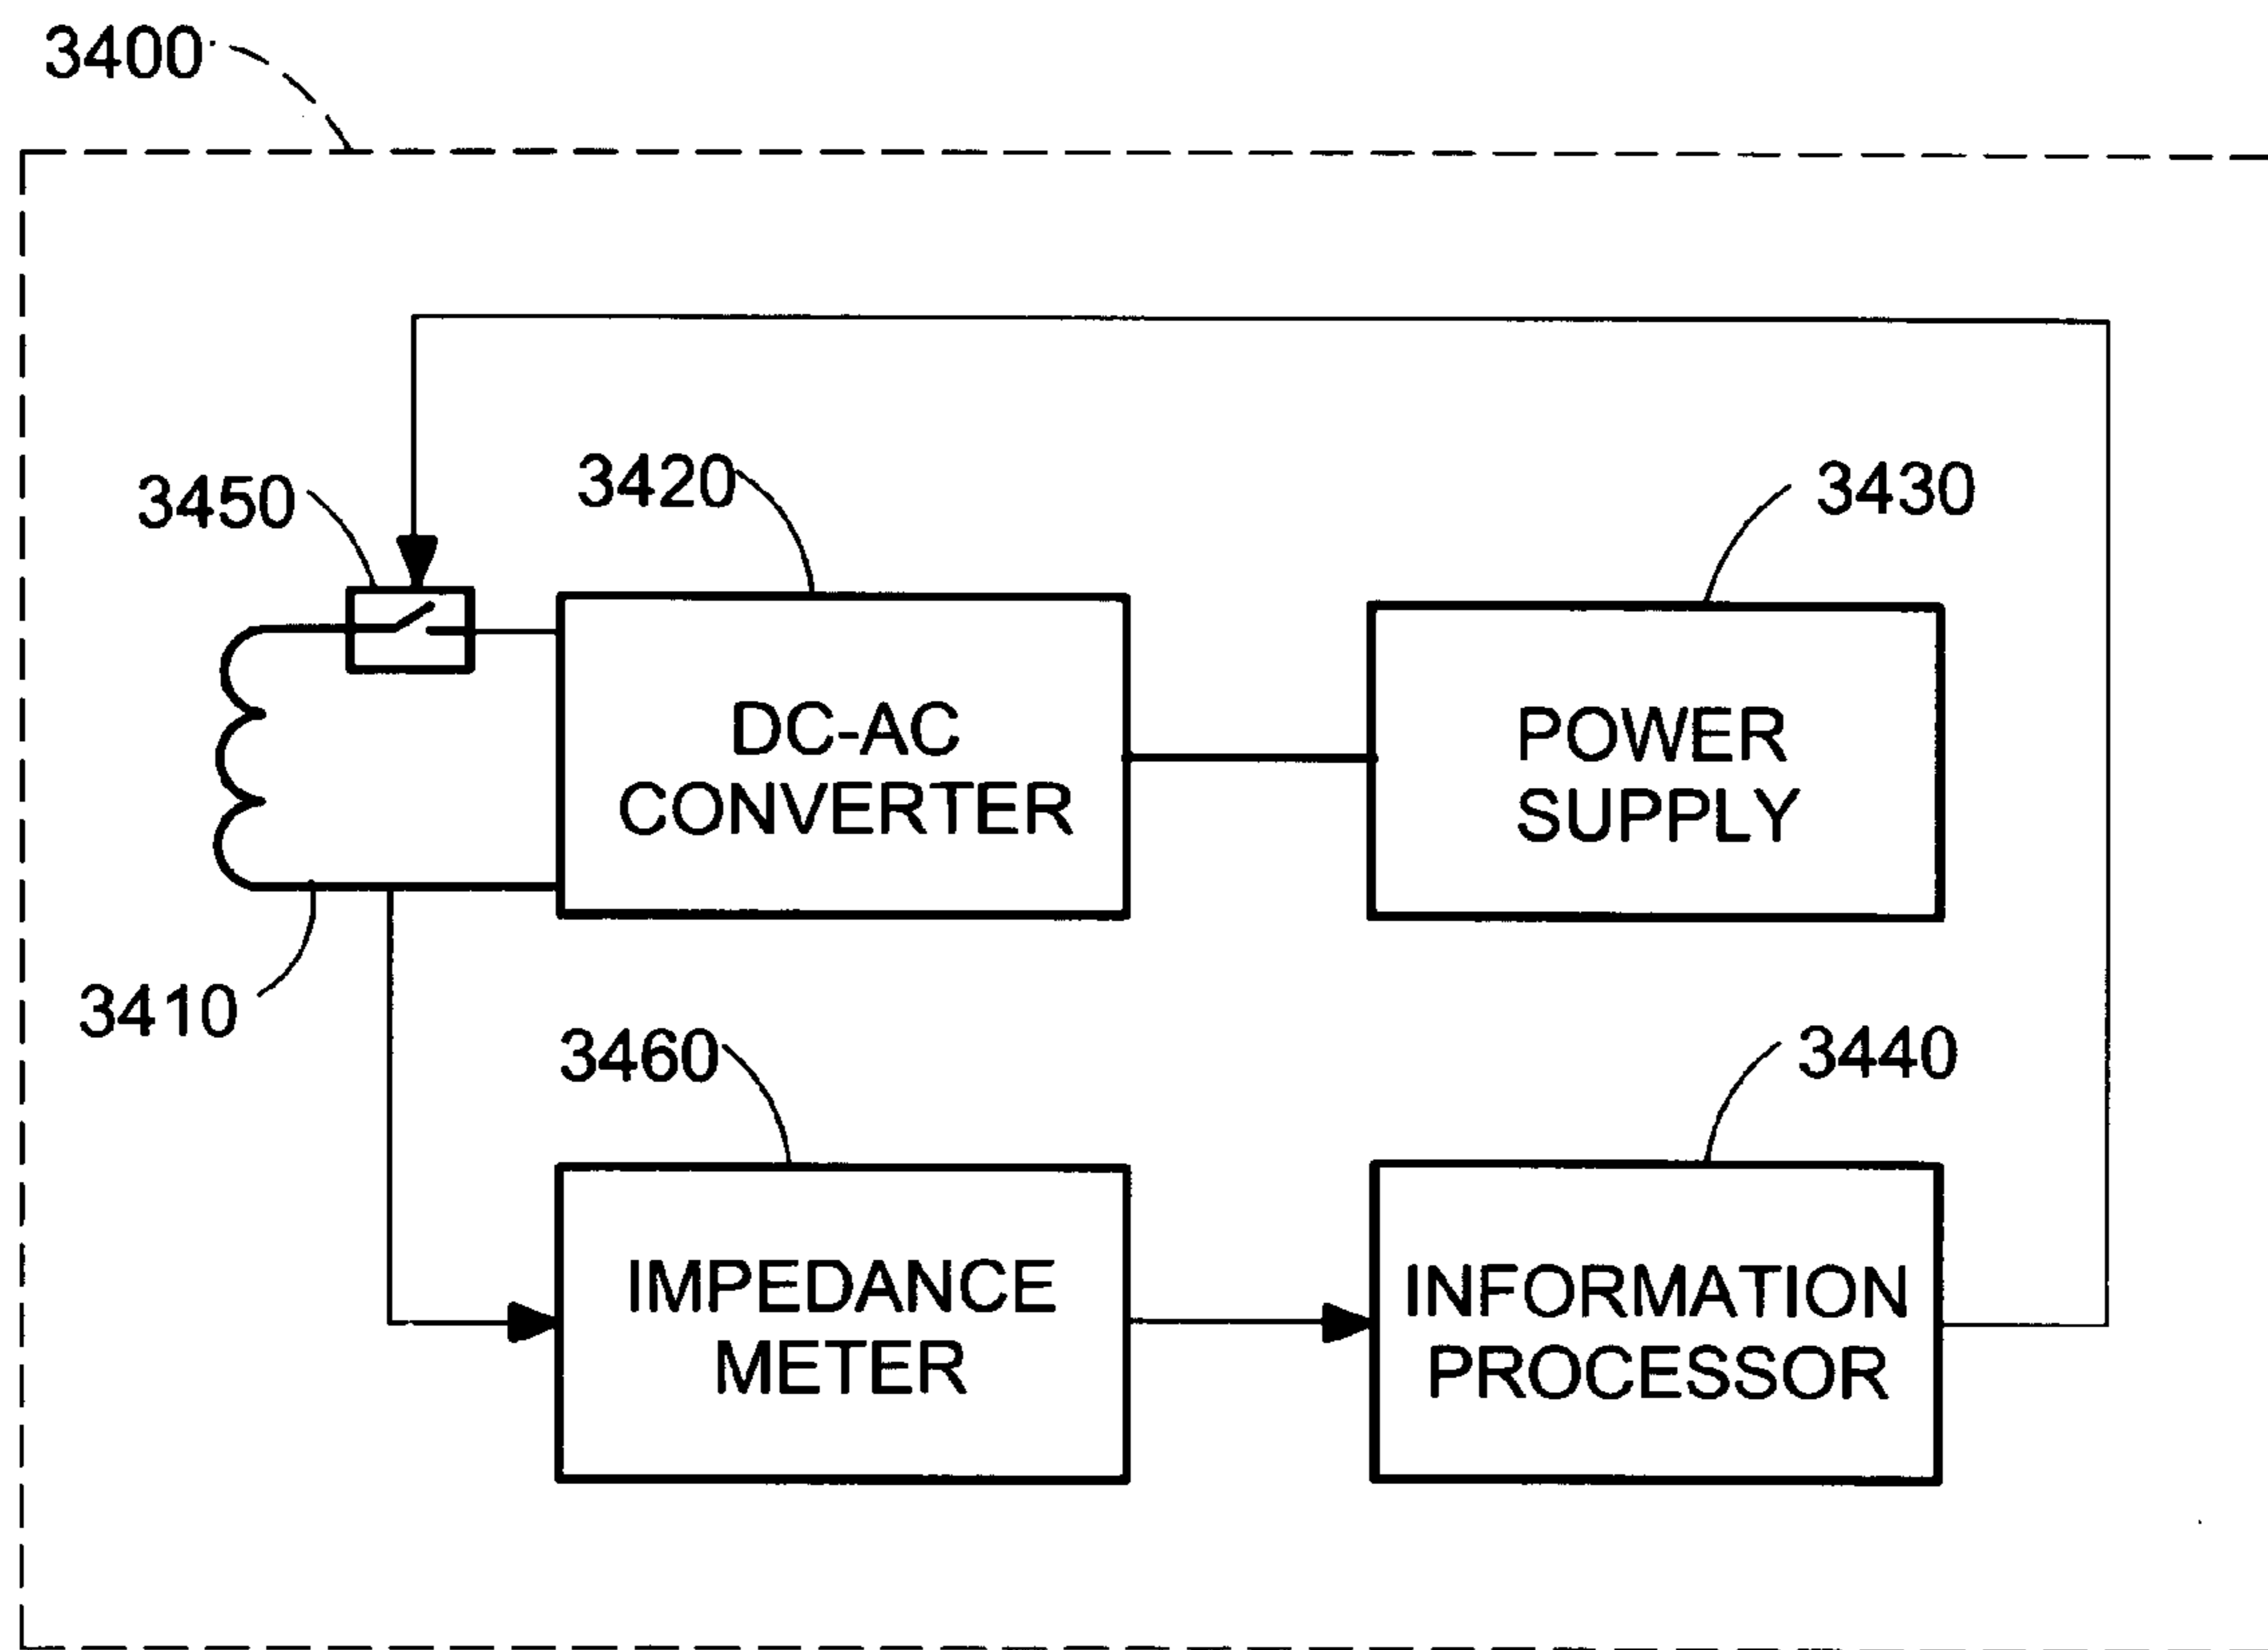 3400
3450
3420
3430
DC-AC
CONVERTER
POWER
SUPPLY
3410
3460
3440
IMPEDANCE
METER
INFORMATION
PROCESSOR